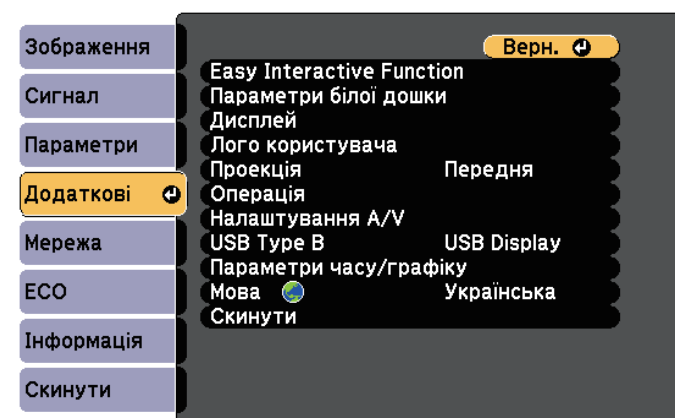 Зображення
Сигнал
Параметри
Додаткові
Мережа
ECO
Інформація
Скинути
Верн.
Easy Interactive Function
Параметри білої дошки
Дисплей
Лого користувача
Проекція Передня
Операція
Налаштування A/V
USB Type B USB Display
Параметри часу/графіку
Мова Українська
Скинути